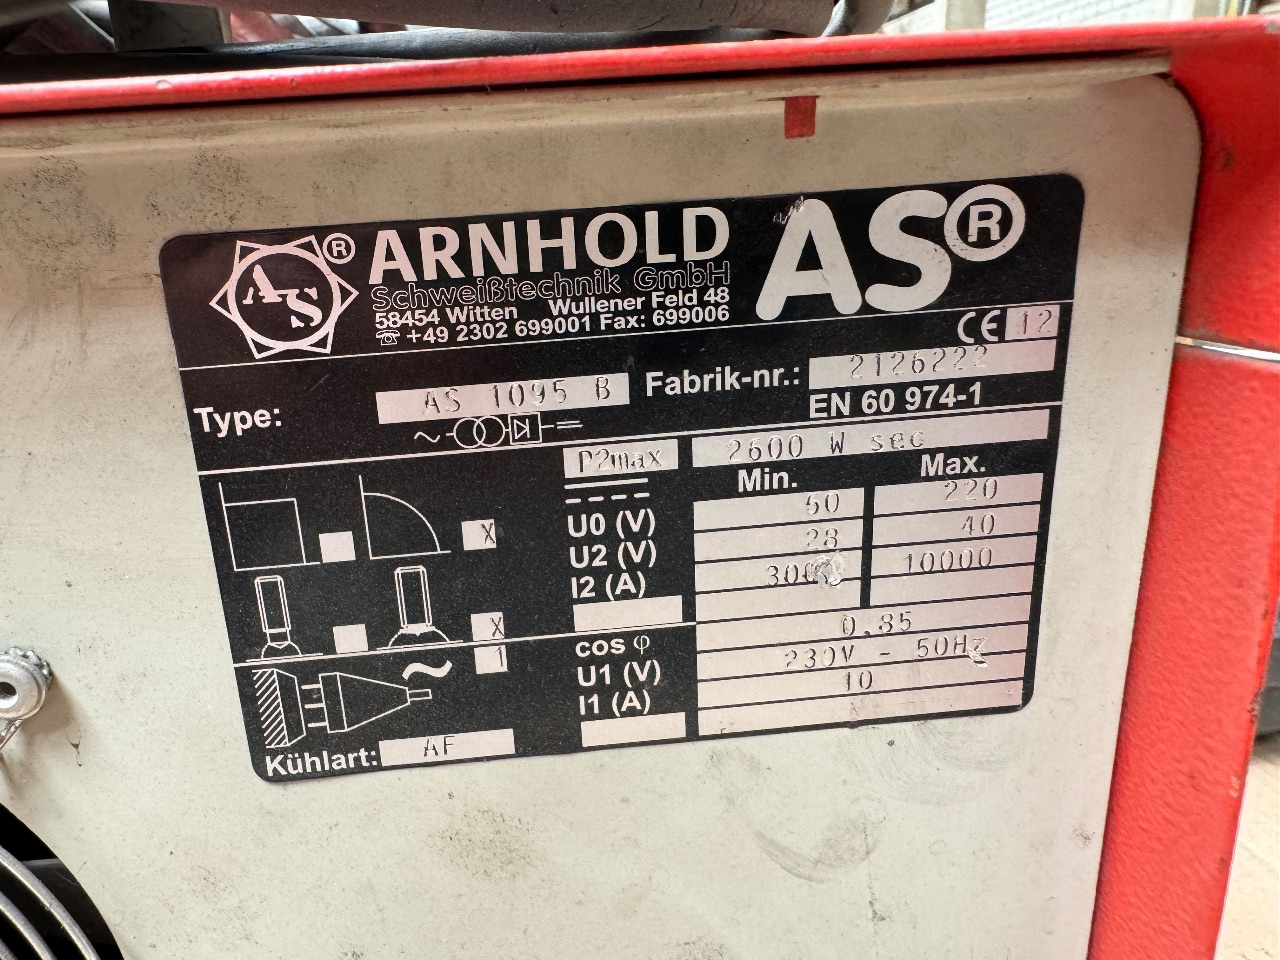 AS ® ARNHOLD AS®
Schweißtechnik GmbH
58454 Witten Wullener Feld 48
☎ +49 2302 699001 Fax: 699006
CE 12
Type: AS 1095 B Fabrik-nr.: 2126222
EN 60 974-1
P2max 2600 W sec
Min. Max.
U0 (V) 60 220
U2 (V) 28 40
I2 (A) 10000
X
X
cos φ 0,85
1
U1 (V) 230V - 50Hz
I1 (A) 10
Kühlart: AF